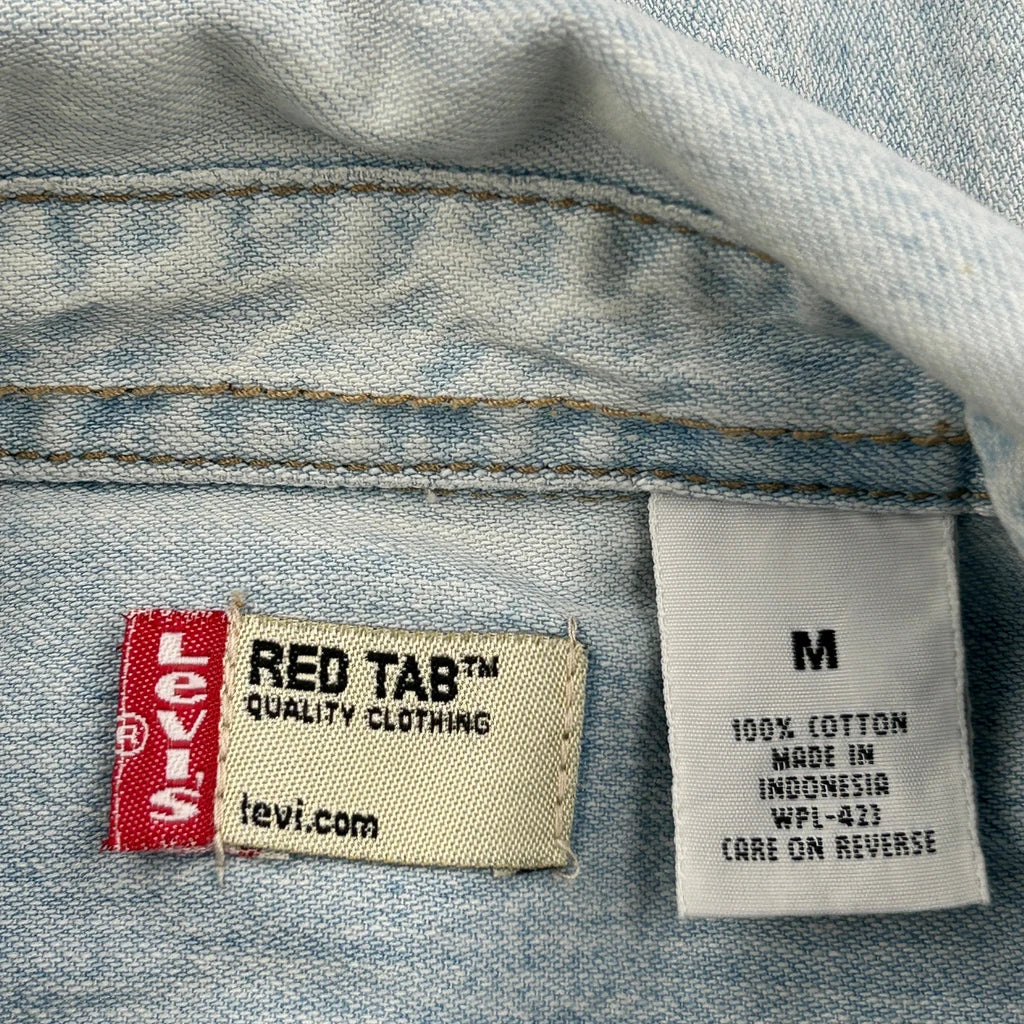 LEVI'S
®
RED TAB™
QUALITY CLOTHING
levi.com
M
100% COTTON
MADE IN
INDONESIA
WPL-423
CARE ON REVERSE